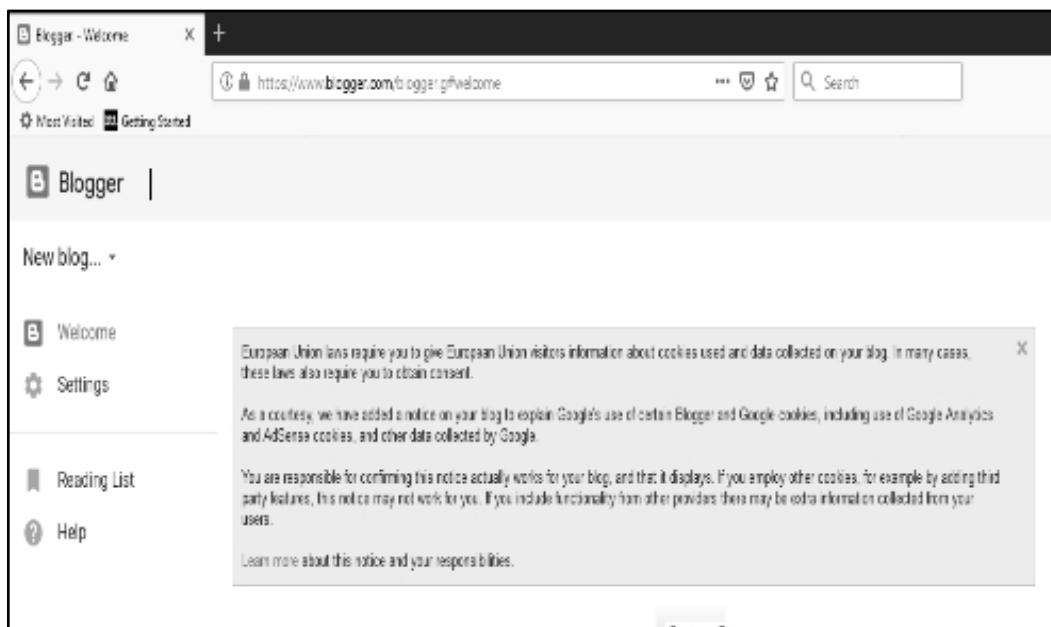 Blogger - Welcome X +
https://www.blogger.com/blogger.g#welcome ... Search
Most Visited Getting Started
Blogger
New blog...
Welcome
Settings
Reading List
Help
European Union laws require you to give European Union visitors information about cookies used and data collected on your blog. In many cases,
these laws also require you to obtain consent.
As a courtesy, we have added a notice on your blog to explain Google's use of certain Blogger and Google cookies, including use of Google Analytics
and AdSense cookies, and other data collected by Google.
You are responsible for confirming this notice actually works for your blog, and that it displays. If you employ other cookies, for example by adding third
party features, this notice may not work for you. If you include functionality from other providers there may be extra information collected from your
users.
Learn more about this notice and your responsibilities.